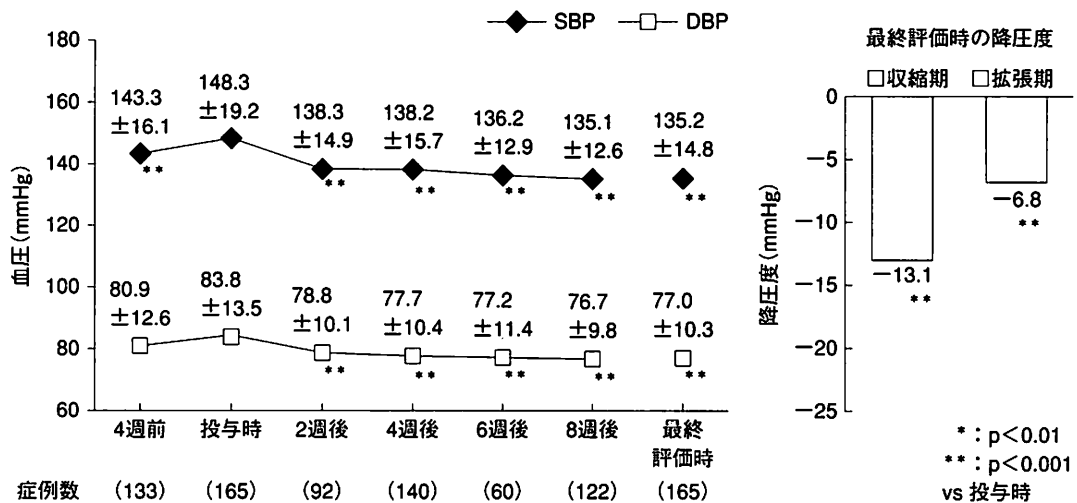 SBP DBP
血圧(mmHg)
180
160
140
120
100
80
60
143.3 ±16.1 **
148.3 ±19.2
138.3 ±14.9 **
138.2 ±15.7 **
136.2 ±12.9 **
135.1 ±12.6 **
135.2 ±14.8 **
80.9 ±12.6
83.8 ±13.5
78.8 ±10.1 **
77.7 ±10.4 **
77.2 ±11.4 **
76.7 ±9.8 **
77.0 ±10.3 **
4週前 投与時 2週後 4週後 6週後 8週後 最終
評価時
症例数 (133) (165) (92) (140) (60) (122) (165)
最終評価時の降圧度
収縮期 拡張期
降圧度(mmHg)
0
−5
−10
−15
−20
−25
−13.1
**
−6.8
**
*:p<0.01
**:p<0.001
vs 投与時